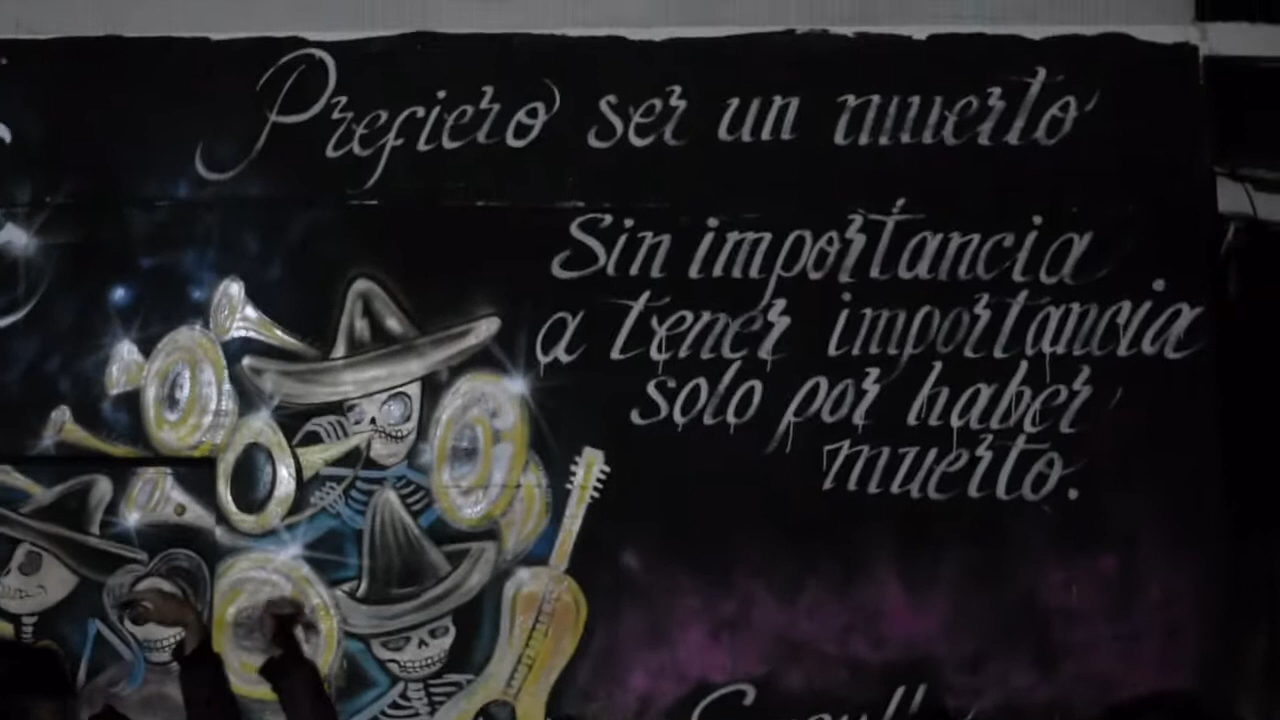 Prefiero ser un muerto
Sin importancia
a tener importancia
solo por haber
muerto.